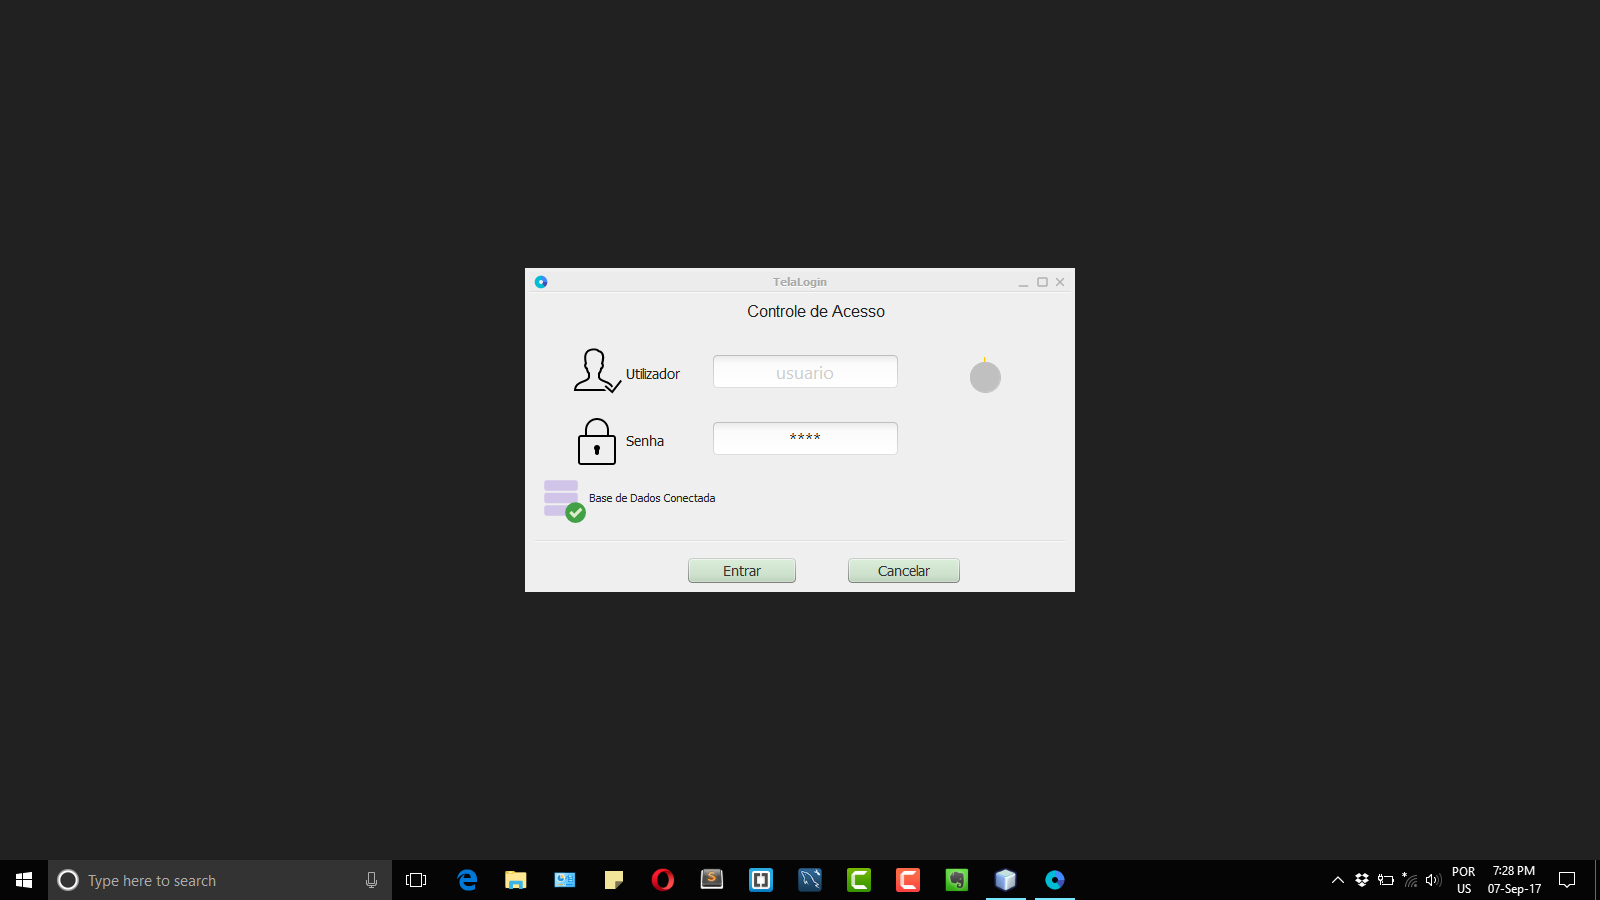 TelaLogin
Controle de Acesso
Utilizador
usuario
Senha
****
Base de Dados Conectada
Entrar
Cancelar
Type here to search
POR
US
7:28 PM
07-Sep-17